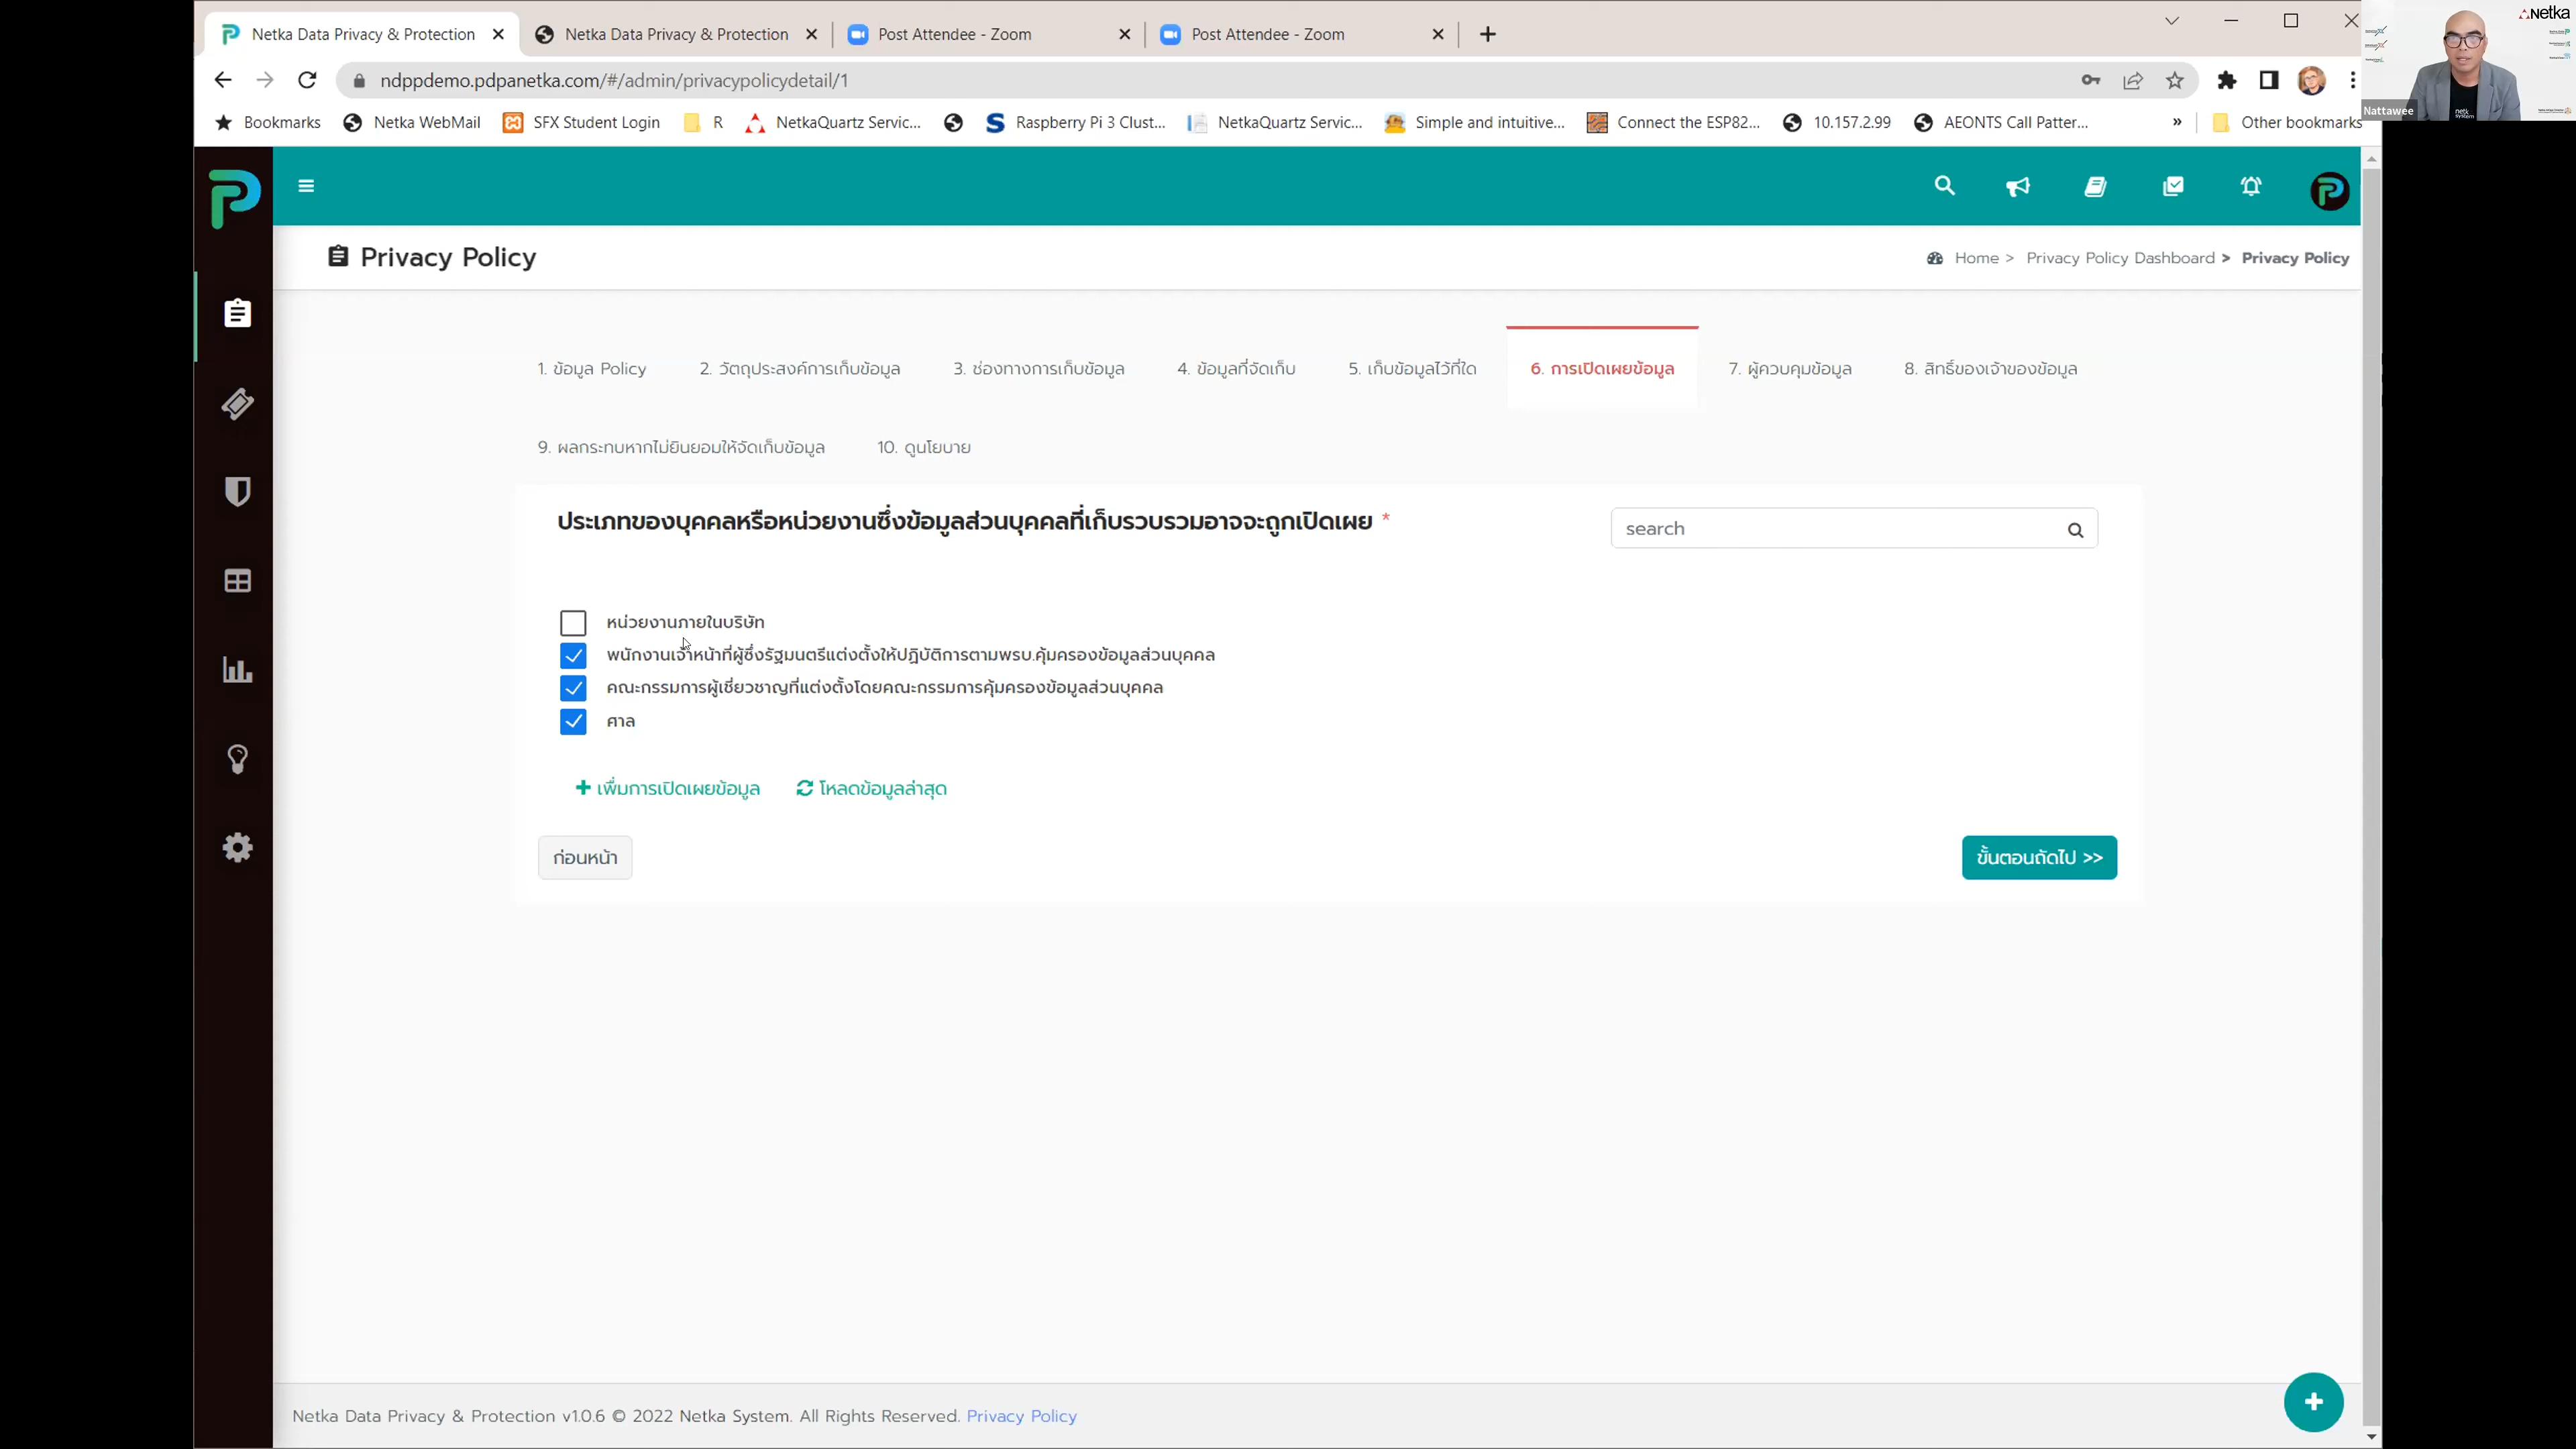 Netka Data Privacy & Protection
Netka Data Privacy & Protection
Post Attendee - Zoom
Post Attendee - Zoom
ndppdemo.pdpanetka.com/#/admin/privacypolicydetail/1
Bookmarks Netka WebMail SFX Student Login R NetkaQuartz Servic... Raspberry Pi 3 Clust... NetkaQuartz Servic... Simple and intuitive... Connect the ESP82... 10.157.2.99 AEONTS Call Patter... » Other bookmarks
Netka
Nattawee
Privacy Policy
Home > Privacy Policy Dashboard > Privacy Policy
1. ข้อมูล Policy 2. วัตถุประสงค์การเก็บข้อมูล 3. ช่องทางการเก็บข้อมูล 4. ข้อมูลที่จัดเก็บ 5. เก็บข้อมูลไว้ที่ใด 6. การเปิดเผยข้อมูล 7. ผู้ควบคุมข้อมูล 8. สิทธิ์ของเจ้าของข้อมูล
9. ผลกระทบหากไม่ยินยอมให้จัดเก็บข้อมูล 10. ดูนโยบาย
ประเภทของบุคคลหรือหน่วยงานซึ่งข้อมูลส่วนบุคคลที่เก็บรวบรวมอาจจะถูกเปิดเผย *
search
หน่วยงานภายในบริษัท
พนักงานเจ้าหน้าที่ผู้ซึ่งรัฐมนตรีแต่งตั้งให้ปฏิบัติการตามพรบ.คุ้มครองข้อมูลส่วนบุคคล
คณะกรรมการผู้เชี่ยวชาญที่แต่งตั้งโดยคณะกรรมการคุ้มครองข้อมูลส่วนบุคคล
ศาล
เพิ่มการเปิดเผยข้อมูล โหลดข้อมูลล่าสุด
ก่อนหน้า
ขั้นตอนถัดไป >>
Netka Data Privacy & Protection v1.0.6 © 2022 Netka System. All Rights Reserved. Privacy Policy